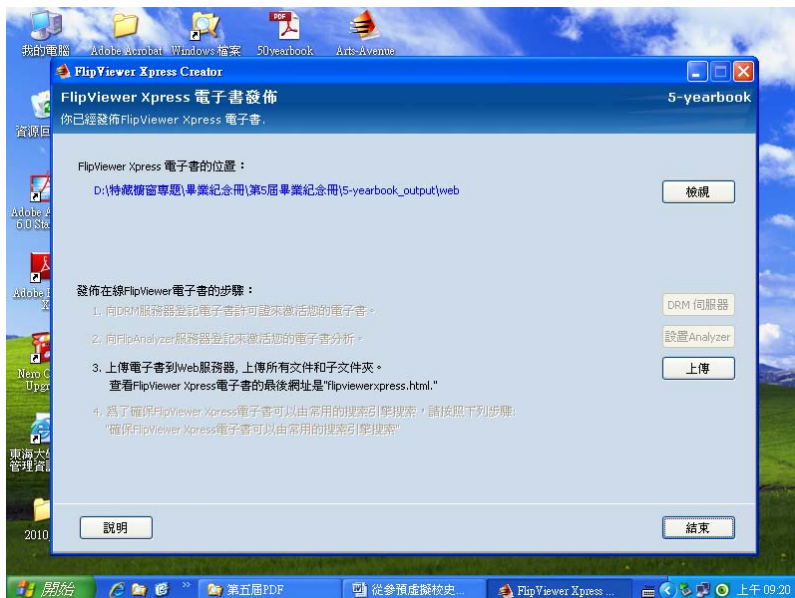 PDF
我的電腦
Adobe Acrobat
Windows 檔案
50yearbook
Arts-Avenue
FlipViewer Xpress Creator
FlipViewer Xpress 電子書發佈
5-yearbook
你已經發佈FlipViewer Xpress 電子書.
資源回
FlipViewer Xpress 電子書的位置：
D:\特藏櫥窗專題\畢業紀念冊\第5屆畢業紀念冊\5-yearbook_output\web
檢視
Adobe A
6.0 Sta
Adobe
X
發佈在線FlipViewer電子書的步驟：
1. 向DRM服務器登記電子書許可證來激活您的電子書。
DRM 伺服器
2. 向FlipAnalyzer服務器登記來激活您的電子書分析。
設置Analyzer
3. 上傳電子書到Web服務器, 上傳所有文件和子文件夾。
查看FlipViewer Xpress電子書的最後網址是"flipviewerxpress.html."
上傳
Nero
Upgr
4. 爲了確保FlipViewer Xpress電子書可以由常用的搜索引擎搜索，請按照下列步驟:
"確保FlipViewer Xpress電子書可以由常用的搜索引擎搜索"
東海大
管理資
2010
說明
結束
開始
第五屆PDF
從參預虛擬校史...
FlipViewer Xpress ...
上午 09:20